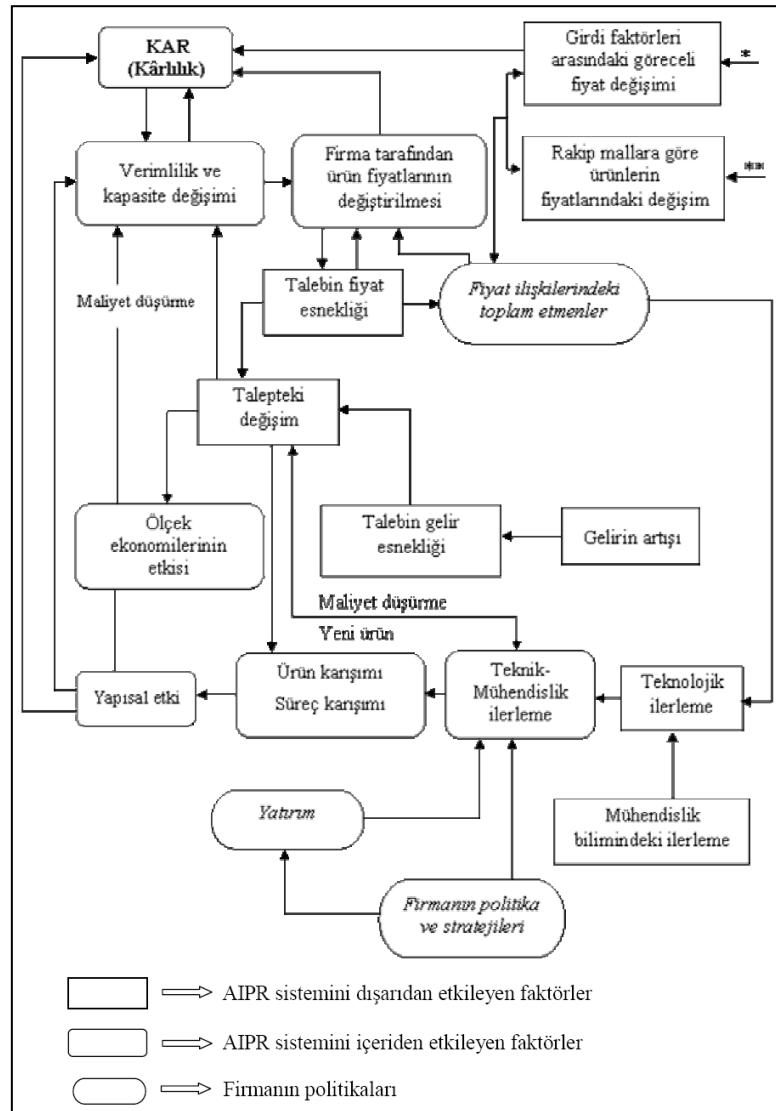 KAR
(Kârlılık)
Girdi faktörleri
arasındaki göreceli
fiyat değişimi
*
Verimlilik ve
kapasite değişimi
Firma tarafından
ürün fiyatlarının
değiştirilmesi
Rakip mallara göre
ürünlerin
fiyatlarındaki değişim
**
Maliyet düşürme
Talebin fiyat
esnekliği
Fiyat ilişkilerindeki
toplam etmenler
Talepteki
değişim
Ölçek
ekonomilerinin
etkisi
Talebin gelir
esnekliği
Gelirin artışı
Maliyet düşürme
Yeni ürün
Yapısal etki
Ürün karışımı
Süreç karışımı
Teknik-
Mühendislik
ilerleme
Teknolojik
ilerleme
Yatırım
Mühendislik
bilimindeki ilerleme
Firmanın politika
ve stratejileri
AIPR sistemini dışarıdan etkileyen faktörler
AIPR sistemini içeriden etkileyen faktörler
Firmanın politikaları